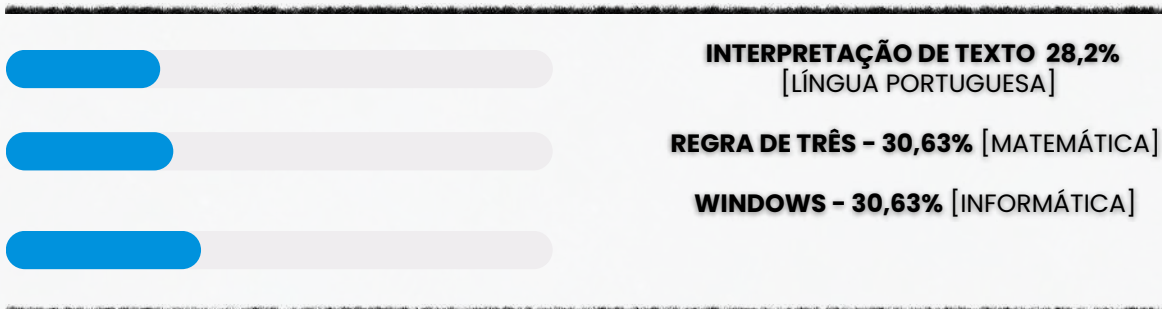 INTERPRETAÇÃO DE TEXTO 28,2%
[LÍNGUA PORTUGUESA]
REGRA DE TRÊS - 30,63% [MATEMÁTICA]
WINDOWS - 30,63% [INFORMÁTICA]